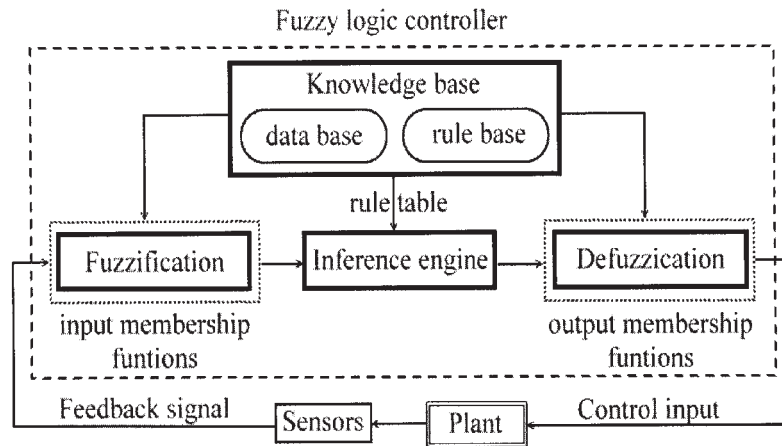 Fuzzy logic controller
Knowledge base
data base
rule base
rule table
Fuzzification
Inference engine
Defuzzication
input membership
funtions
output membership
funtions
Feedback signal
Sensors
Plant
Control input